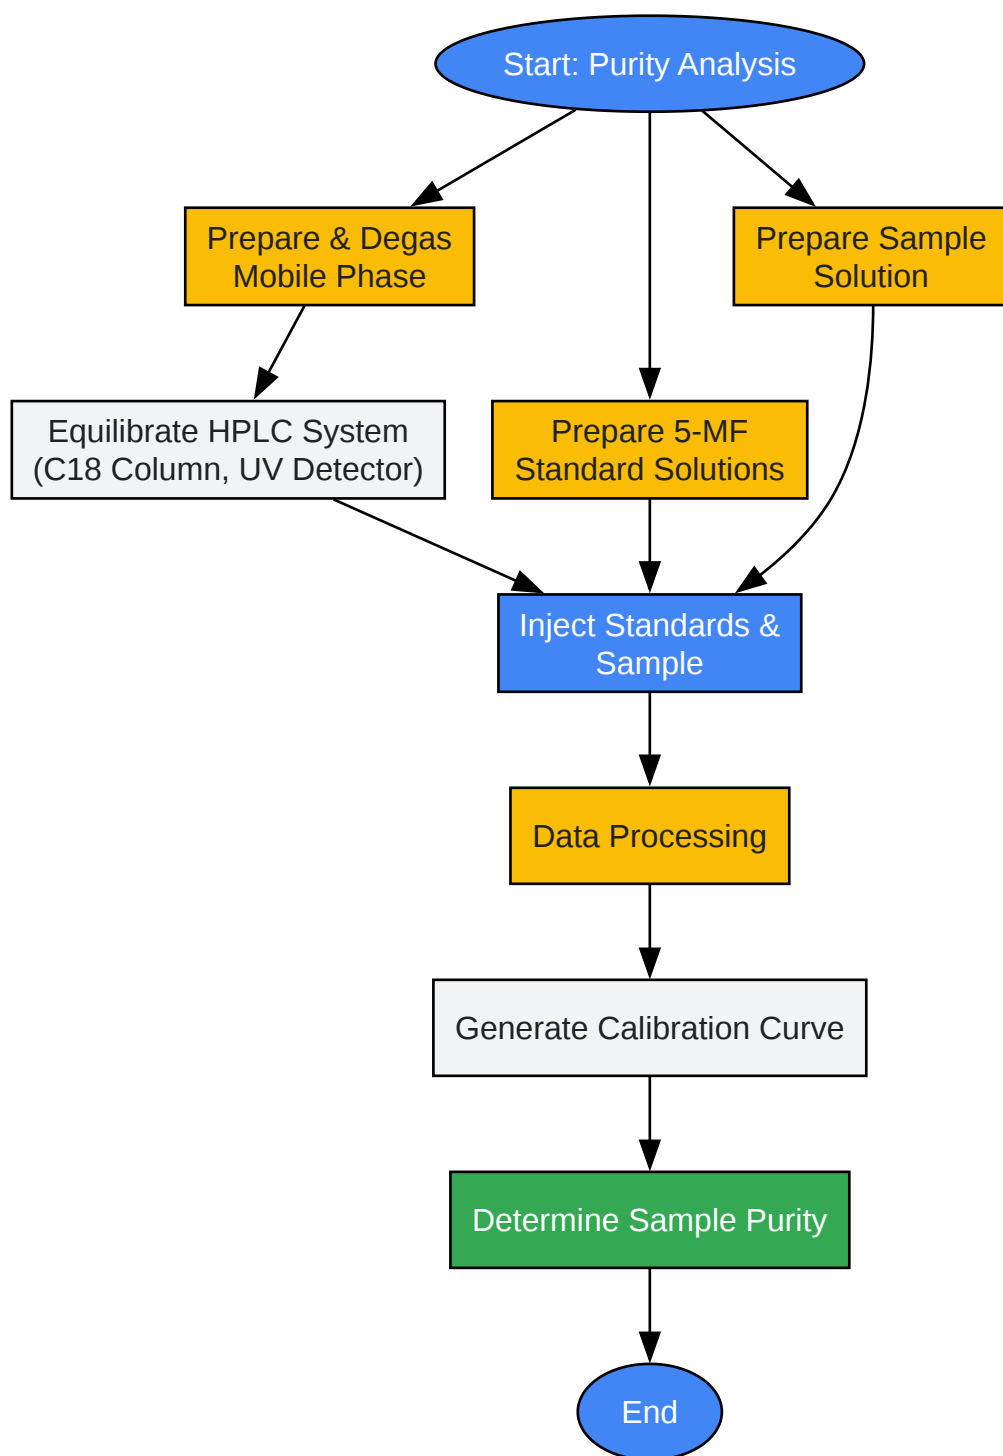 Start: Purity Analysis
Prepare & Degas
Mobile Phase
Prepare Sample
Solution
Equilibrate HPLC System
(C18 Column, UV Detector)
Prepare 5-MF
Standard Solutions
Inject Standards &
Sample
Data Processing
Generate Calibration Curve
Determine Sample Purity
End